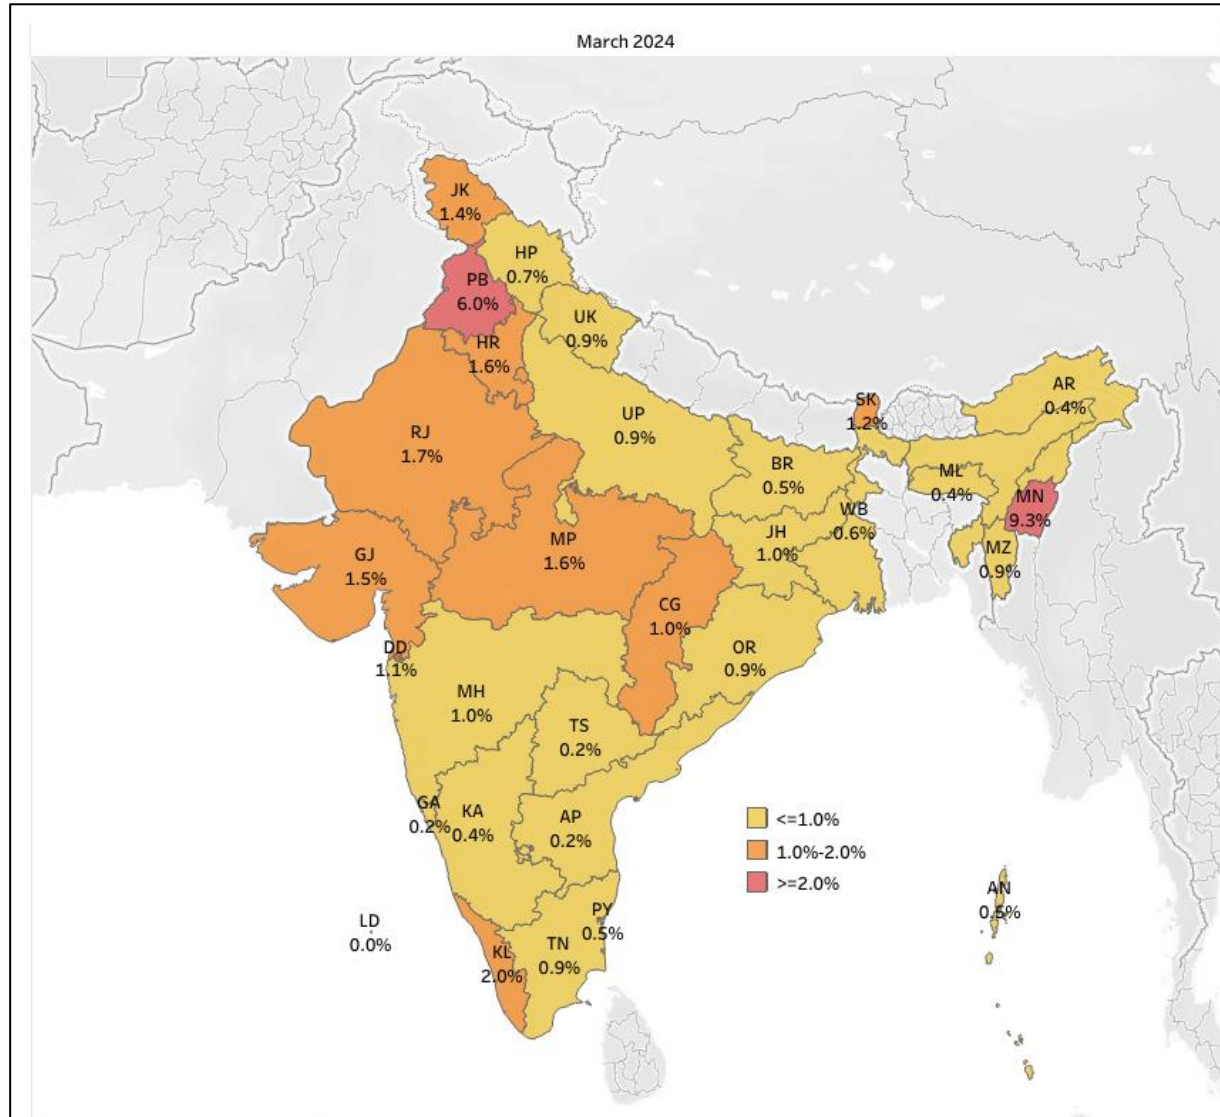 March 2024
JK
1.4%
HP
0.7%
PB
6.0%
UK
0.9%
HR
1.6%
AR
0.4%
SK
1.2%
UP
0.9%
RJ
1.7%
BR
0.5%
ML
0.4%
MN
9.3%
WB
0.6%
JH
1.0%
MP
1.6%
MZ
0.9%
GJ
1.5%
CG
1.0%
OR
0.9%
DD
1.1%
MH
1.0%
TS
0.2%
GA
0.2%
KA
0.4%
AP
0.2%
<=1.0%
1.0%-2.0%
>=2.0%
AN
0.5%
PY
0.5%
LD
0.0%
KL
2.0%
TN
0.9%